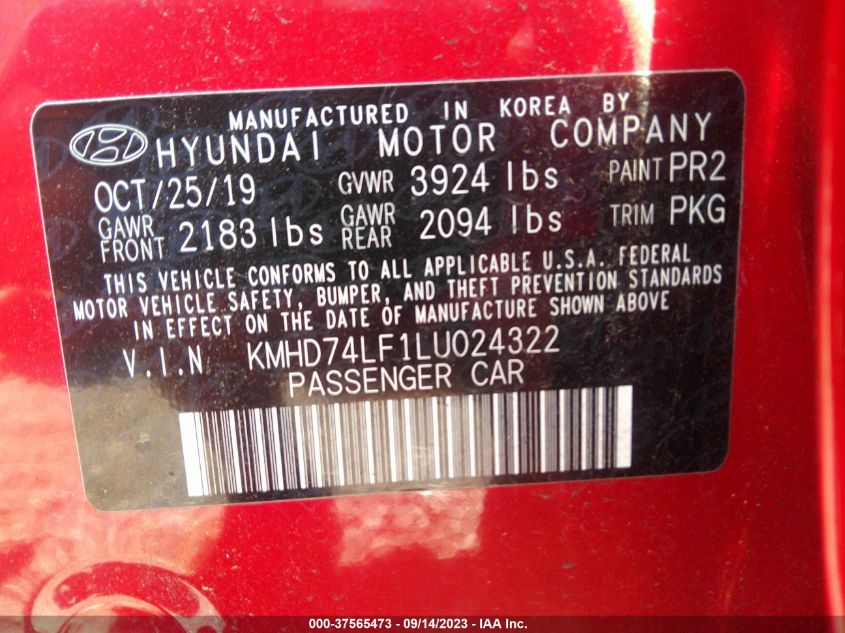 MANUFACTURED IN KOREA BY
HYUNDAI MOTOR COMPANY
OCT/25/19 GVWR 3924 lbs PAINT PR2
GAWR FRONT 2183 lbs GAWR REAR 2094 lbs TRIM PKG
THIS VEHICLE CONFORMS TO ALL APPLICABLE U.S.A. FEDERAL
MOTOR VEHICLE SAFETY, BUMPER, AND THEFT PREVENTION STANDARDS
IN EFFECT ON THE DATE OF MANUFACTURE SHOWN ABOVE
V.I.N KMHD74LF1LU024322
PASSENGER CAR
000-37565473 - 09/14/2023 - IAA Inc.